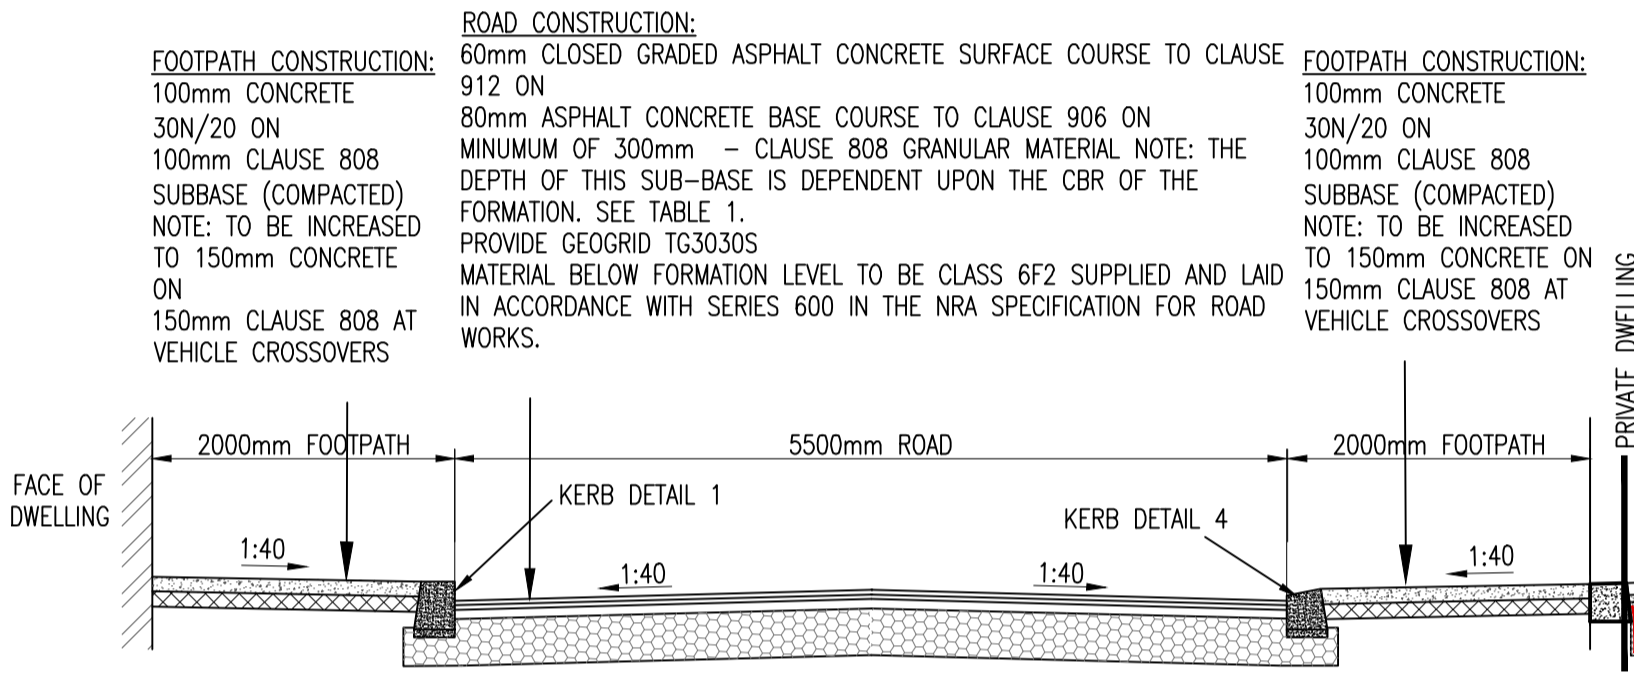 FOOTPATH CONSTRUCTION:
100mm CONCRETE
30N/20 ON
100mm CLAUSE 808
SUBBASE (COMPACTED)
NOTE: TO BE INCREASED
TO 150mm CONCRETE
ON
150mm CLAUSE 808 AT
VEHICLE CROSSOVERS
ROAD CONSTRUCTION:
60mm CLOSED GRADED ASPHALT CONCRETE SURFACE COURSE TO CLAUSE
912 ON
80mm ASPHALT CONCRETE BASE COURSE TO CLAUSE 906 ON
MINUMUM OF 300mm – CLAUSE 808 GRANULAR MATERIAL NOTE: THE
DEPTH OF THIS SUB–BASE IS DEPENDENT UPON THE CBR OF THE
FORMATION. SEE TABLE 1.
PROVIDE GEOGRID TG3030S
MATERIAL BELOW FORMATION LEVEL TO BE CLASS 6F2 SUPPLIED AND LAID
IN ACCORDANCE WITH SERIES 600 IN THE NRA SPECIFICATION FOR ROAD
WORKS.
FOOTPATH CONSTRUCTION:
100mm CONCRETE
30N/20 ON
100mm CLAUSE 808
SUBBASE (COMPACTED)
NOTE: TO BE INCREASED
TO 150mm CONCRETE ON
150mm CLAUSE 808 AT
VEHICLE CROSSOVERS
PRIVATE DWELLING
2000mm FOOTPATH
5500mm ROAD
2000mm FOOTPATH
FACE OF
DWELLING
KERB DETAIL 1
KERB DETAIL 4
1:40
1:40
1:40
1:40